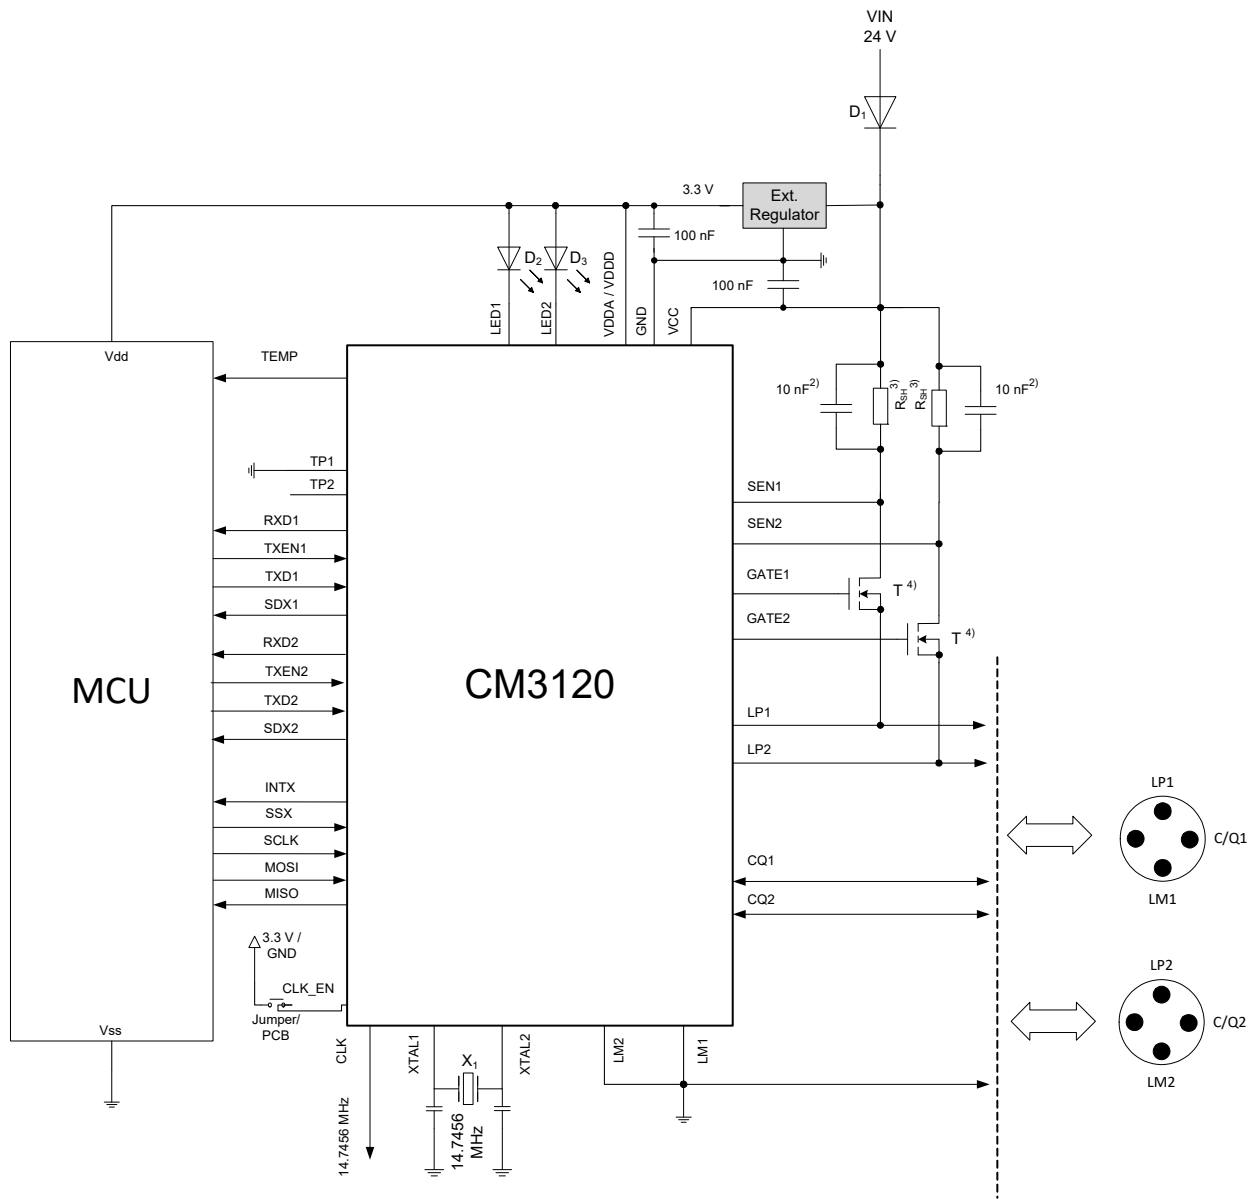 VIN
24 V
D1
3.3 V
Ext.
Regulator
100 nF
D2
D3
100 nF
LED1
LED2
VDDA / VDDD
GND
VCC
Vdd
TEMP
10 nF2)
RSH3)
RSH3)
10 nF2)
TP1
TP2
SEN1
RXD1
SEN2
TXEN1
TXD1
GATE1
T 4)
SDX1
GATE2
T 4)
RXD2
TXEN2
MCU
CM3120
TXD2
LP1
SDX2
LP2
INTX
LP1
SSX
SCLK
C/Q1
MOSI
CQ1
MISO
CQ2
LM1
3.3 V /
GND
LP2
CLK_EN
Jumper/
PCB
Vss
C/Q2
CLK
XTAL1
X1
XTAL2
LM2
LM1
LM2
14.7456 MHz
14.7456
MHz